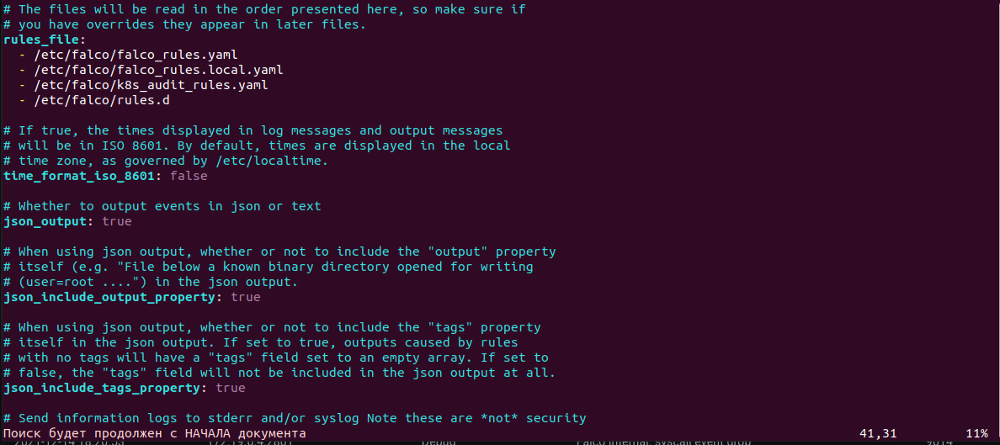 # The files will be read in the order presented here, so make sure if
# you have overrides they appear in later files.
rules_file:
  - /etc/falco/falco_rules.yaml
  - /etc/falco/falco_rules.local.yaml
  - /etc/falco/k8s_audit_rules.yaml
  - /etc/falco/rules.d

# If true, the times displayed in log messages and output messages
# will be in ISO 8601. By default, times are displayed in the local
# time zone, as governed by /etc/localtime.
time_format_iso_8601: false

# Whether to output events in json or text
json_output: true

# When using json output, whether or not to include the "output" property
# itself (e.g. "File below a known binary directory opened for writing
# (user=root ....") in the json output.
json_include_output_property: true

# When using json output, whether or not to include the "tags" property
# itself in the json output. If set to true, outputs caused by rules
# with no tags will have a "tags" field set to an empty array. If set to
# false, the "tags" field will not be included in the json output at all.
json_include_tags_property: true

# Send information logs to stderr and/or syslog Note these are *not* security
Поиск будет продолжен с НАЧАЛА документа 41,31 11%